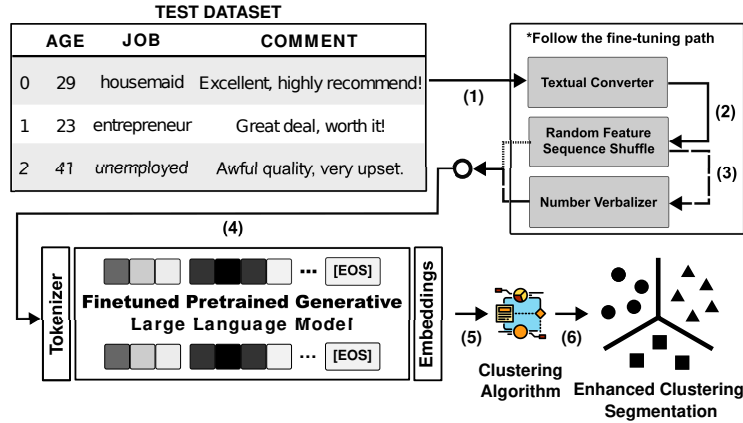 TEST DATASET
AGE JOB COMMENT
0 29 housemaid Excellent, highly recommend!
1 23 entrepreneur Great deal, worth it!
2 41 unemployed Awful quality, very upset.
*Follow the fine-tuning path
Textual Converter
Random Feature
Sequence Shuffle
Number Verbalizer
(1)
(2)
(3)
(4)
Tokenizer
... [EOS]
Finetuned Pretrained Generative
Large Language Model
... [EOS]
Embeddings
(5)
Clustering
Algorithm
(6)
Enhanced Clustering
Segmentation